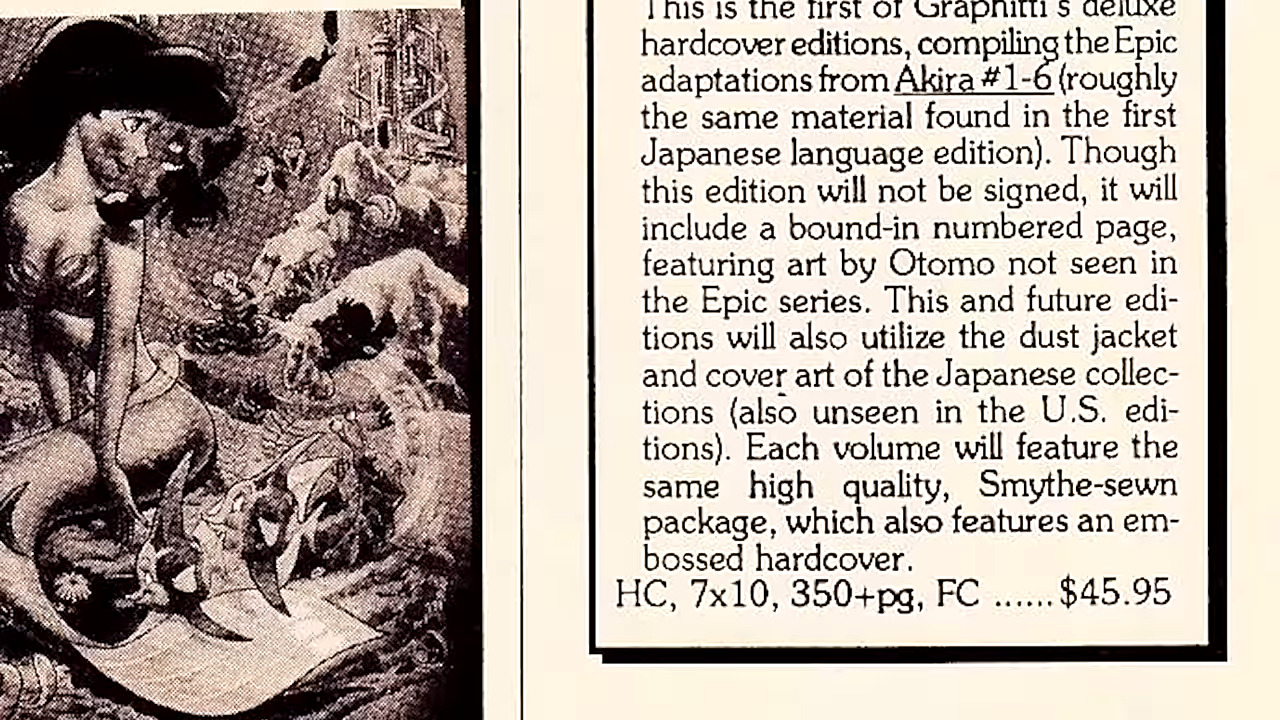 This is the first of Graphitti's deluxe
hardcover editions, compiling the Epic
adaptations from Akira #1-6 (roughly
the same material found in the first
Japanese language edition). Though
this edition will not be signed, it will
include a bound-in numbered page,
featuring art by Otomo not seen in
the Epic series. This and future edi-
tions will also utilize the dust jacket
and cover art of the Japanese collec-
tions (also unseen in the U.S. edi-
tions). Each volume will feature the
same high quality, Smythe-sewn
package, which also features an em-
bossed hardcover.
HC, 7x10, 350+pg, FC ...... $45.95